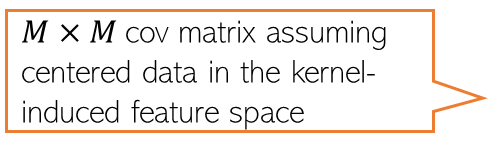 M × M cov matrix assuming
centered data in the kernel-
induced feature space